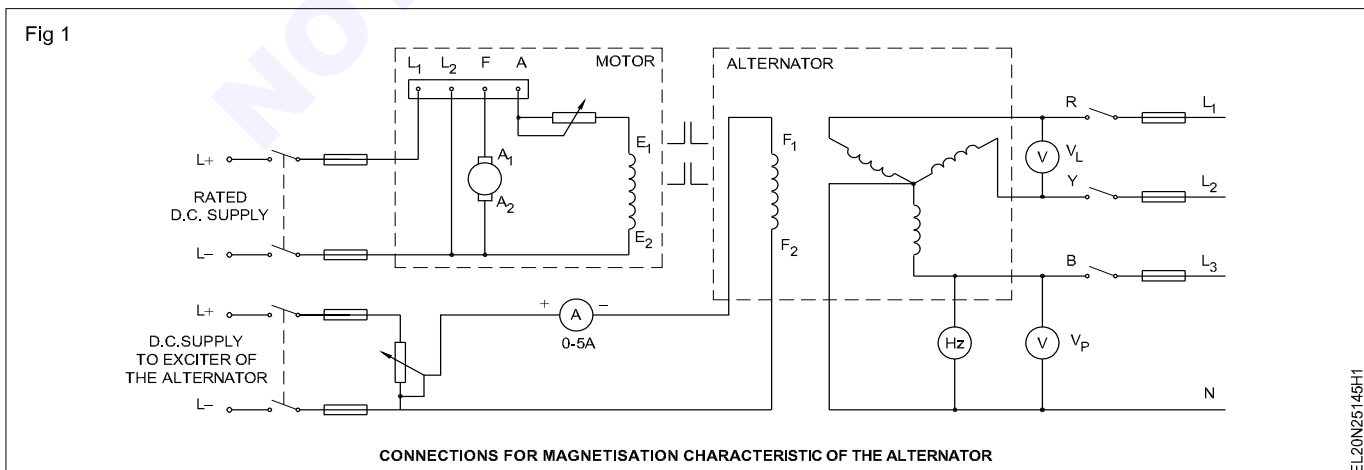 Fig 1
L1 L2 F A
MOTOR
ALTERNATOR
L+
RATED
D.C. SUPPLY
L–
A1
A2
E1
E2
F1
F2
R
L1
V
VL
Y
L2
B
L3
L+
D.C.SUPPLY
TO EXCITER OF
THE ALTERNATOR
L–
+ A –
0-5A
Hz
V
VP
N
CONNECTIONS FOR MAGNETISATION CHARACTERISTIC OF THE ALTERNATOR
EL20N25145H1